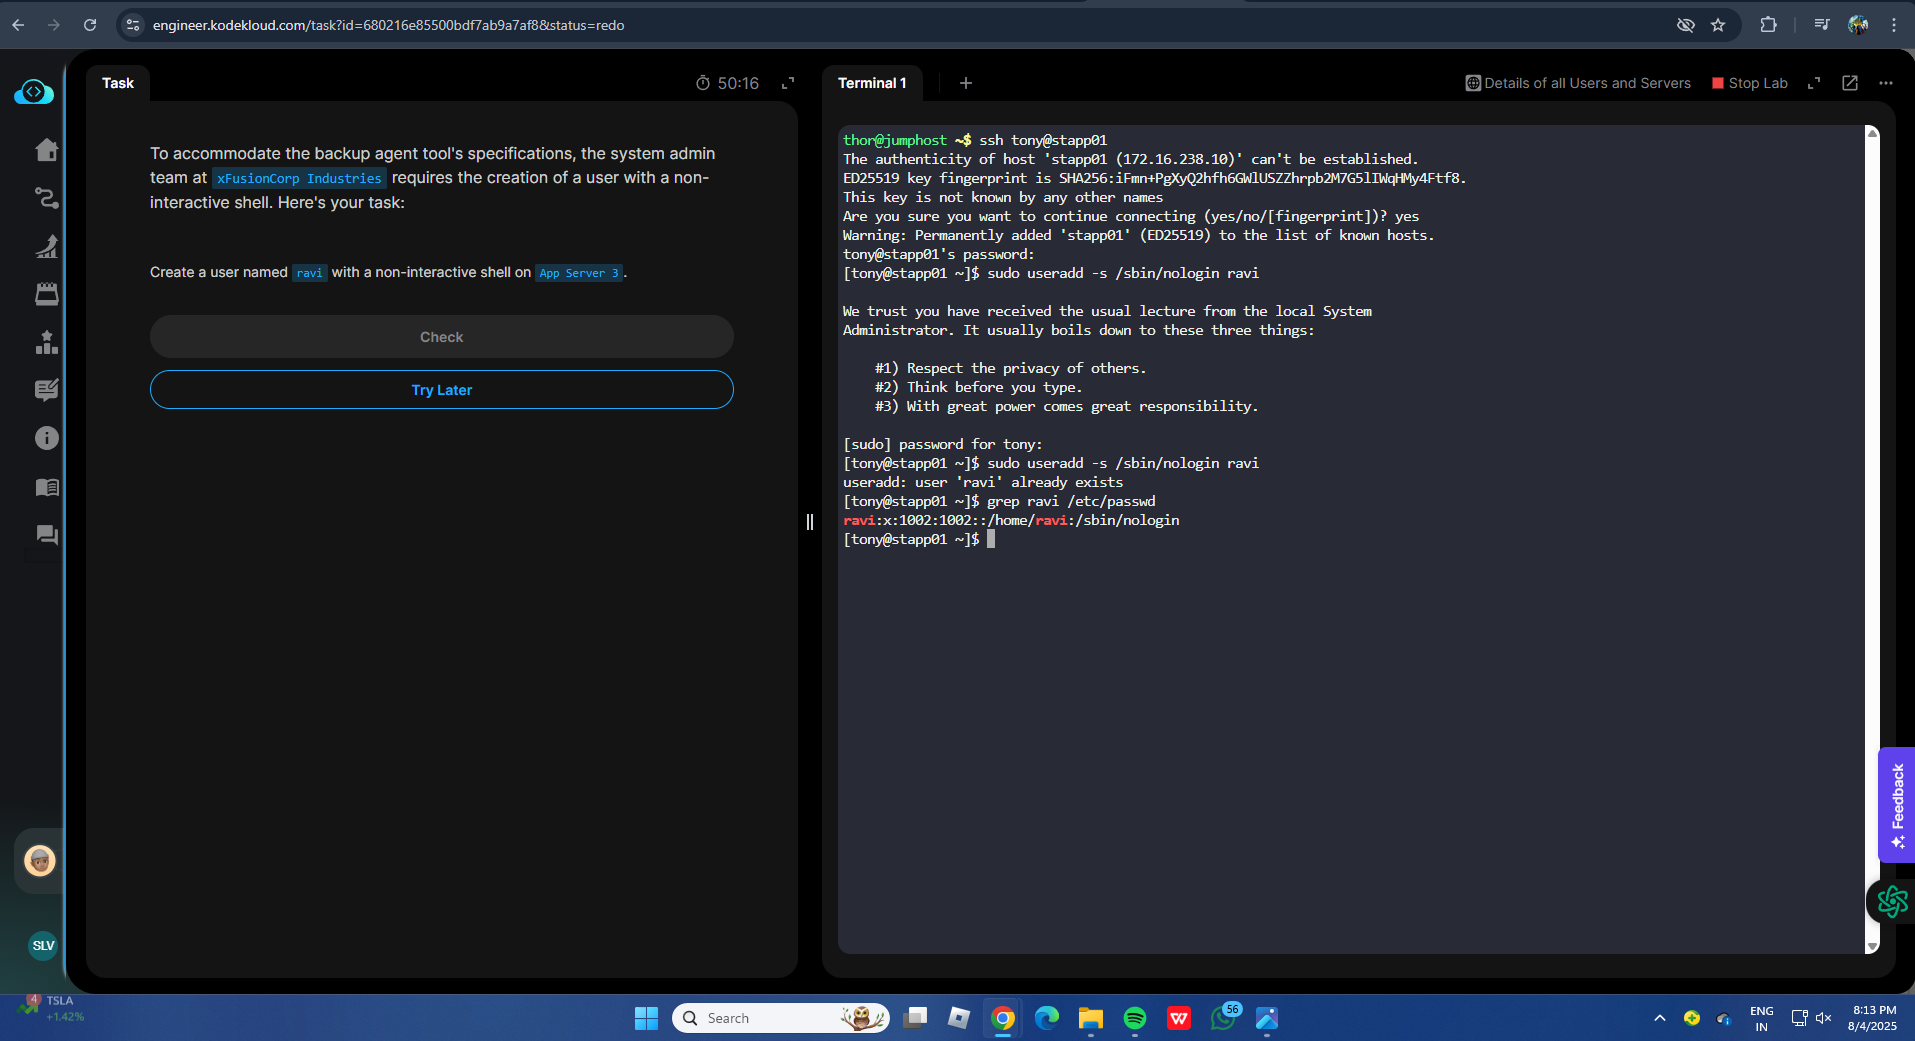 engineer.kodekloud.com/task?id=680216e85500bdf7ab9a7af8&status=redo
Task
50:16
To accommodate the backup agent tool's specifications, the system admin
team at xFusionCorp Industries requires the creation of a user with a non-
interactive shell. Here's your task:
Create a user named ravi with a non-interactive shell on App Server 3.
Check
Try Later
Terminal 1
Details of all Users and Servers
Stop Lab
thor@jumphost ~$ ssh tony@stapp01
The authenticity of host 'stapp01 (172.16.238.10)' can't be established.
ED25519 key fingerprint is SHA256:iFmn+PgXyQ2hfh6GWlUSZZhrpb2M7G5lIWqHMy4Ftf8.
This key is not known by any other names
Are you sure you want to continue connecting (yes/no/[fingerprint])? yes
Warning: Permanently added 'stapp01' (ED25519) to the list of known hosts.
tony@stapp01's password:
[tony@stapp01 ~]$ sudo useradd -s /sbin/nologin ravi
We trust you have received the usual lecture from the local System
Administrator. It usually boils down to these three things:
#1) Respect the privacy of others.
#2) Think before you type.
#3) With great power comes great responsibility.
[sudo] password for tony:
[tony@stapp01 ~]$ sudo useradd -s /sbin/nologin ravi
useradd: user 'ravi' already exists
[tony@stapp01 ~]$ grep ravi /etc/passwd
ravi:x:1002:1002::/home/ravi:/sbin/nologin
[tony@stapp01 ~]$
Feedback
SLV
4
TSLA
+1.42%
Search
W
56
ENG
IN
8:13 PM
8/4/2025